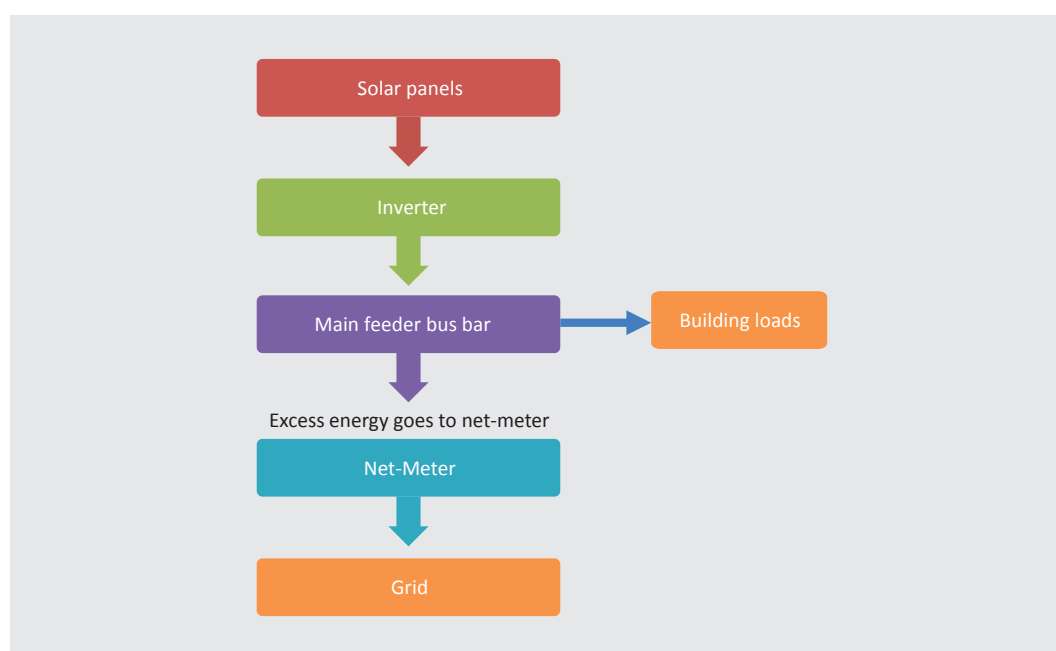 Solar panels
Inverter
Main feeder bus bar
Building loads
Excess energy goes to net-meter
Net-Meter
Grid